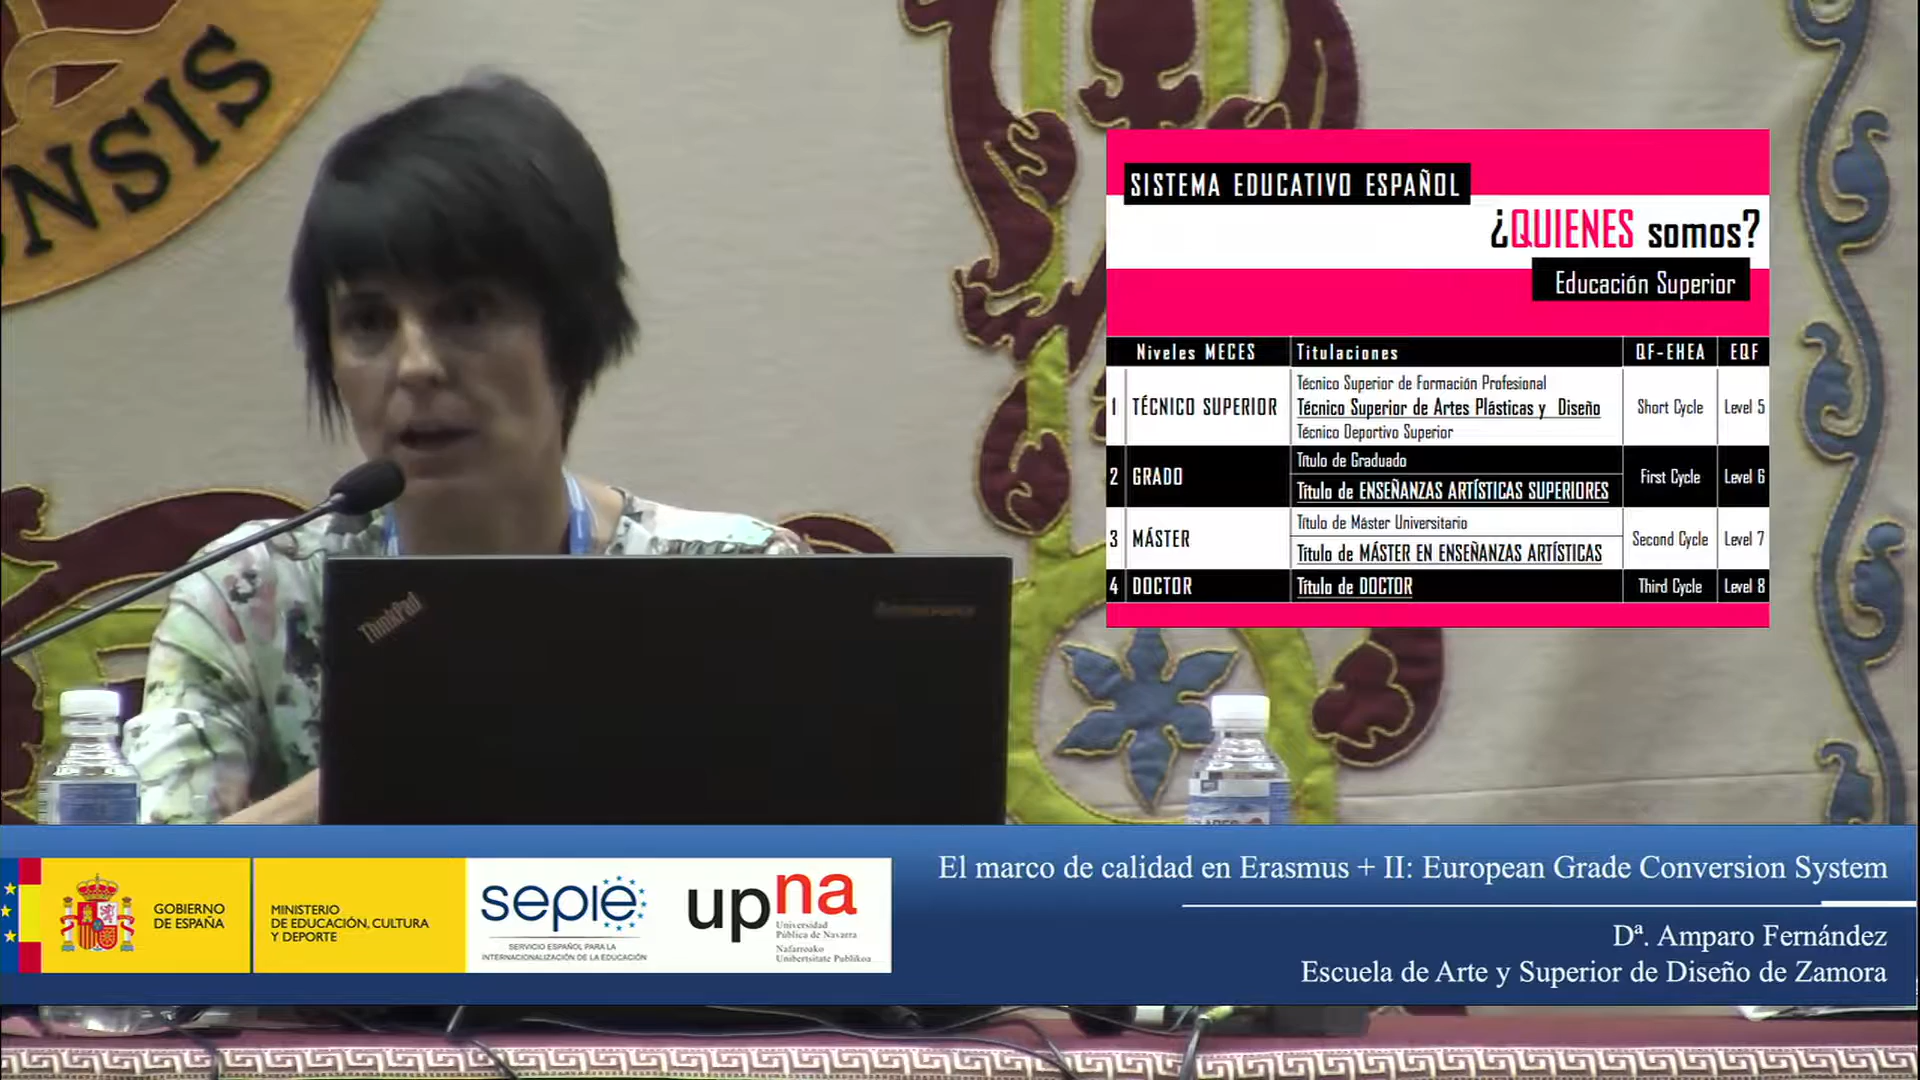 NSIS
SISTEMA EDUCATIVO ESPAÑOL
¿QUIENES somos?
Educación Superior
Niveles MECES Titulaciones QF-EHEA EQF
1 TÉCNICO SUPERIOR
Técnico Superior de Formación Profesional
Técnico Superior de Artes Plásticas y Diseño
Técnico Deportivo Superior
Short Cycle Level 5
2 GRADO
Título de Graduado
Título de ENSEÑANZAS ARTÍSTICAS SUPERIORES
First Cycle Level 6
3 MÁSTER
Título de Máster Universitario
Título de MÁSTER EN ENSEÑANZAS ARTÍSTICAS
Second Cycle Level 7
4 DOCTOR Título de DOCTOR Third Cycle Level 8
ThinkPad
GOBIERNO
DE ESPAÑA
MINISTERIO
DE EDUCACIÓN, CULTURA
Y DEPORTE
sepie
SERVICIO ESPAÑOL PARA LA
INTERNACIONALIZACIÓN DE LA EDUCACIÓN
upna
Universidad
Pública de Navarra
Nafarroako
Unibertsitate Publikoa
El marco de calidad en Erasmus + II: European Grade Conversion System
Dª. Amparo Fernández
Escuela de Arte y Superior de Diseño de Zamora